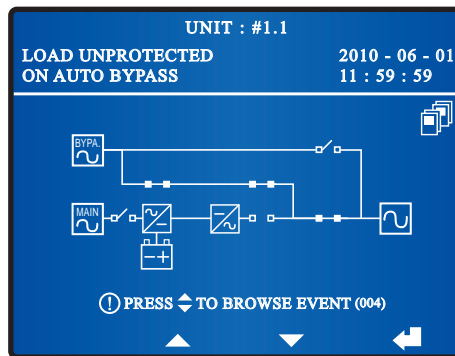 UNIT : #1.1
LOAD UNPROTECTED 2010 - 06 - 01
ON AUTO BYPASS 11 : 59 : 59
BYPA.
MAIN
PRESS TO BROWSE EVENT (004)